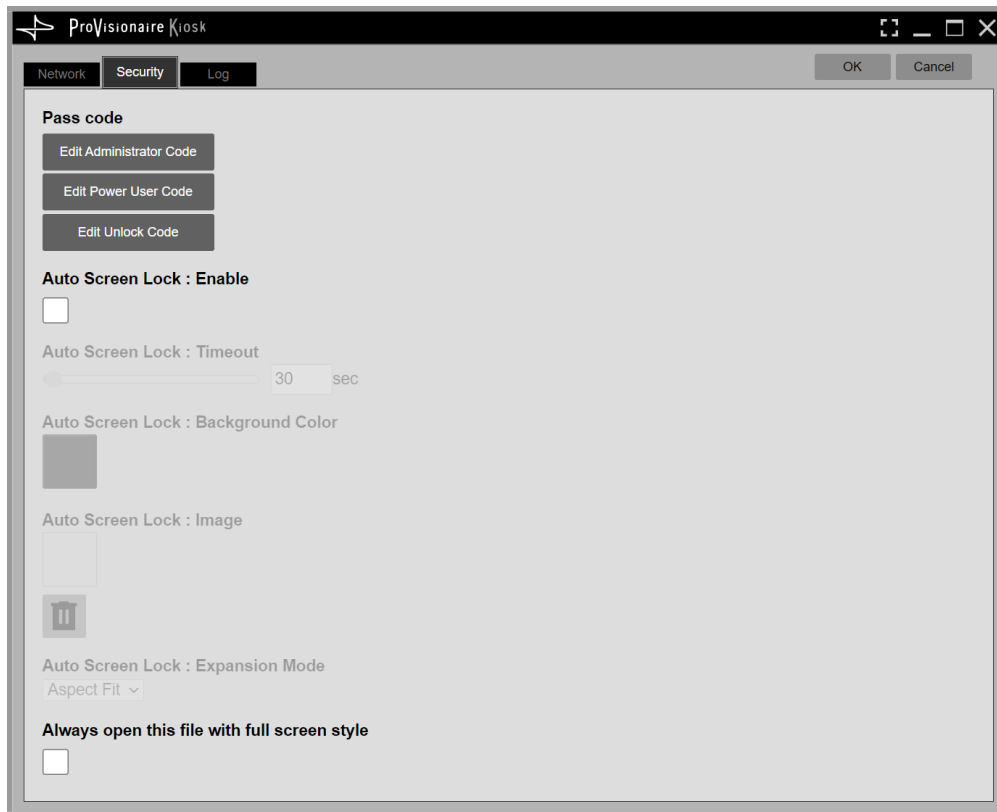 ProVisionaire Kiosk
Network Security Log OK Cancel
Pass code
Edit Administrator Code
Edit Power User Code
Edit Unlock Code
Auto Screen Lock : Enable
Auto Screen Lock : Timeout
30 sec
Auto Screen Lock : Background Color
Auto Screen Lock : Image
Auto Screen Lock : Expansion Mode
Aspect Fit
Always open this file with full screen style